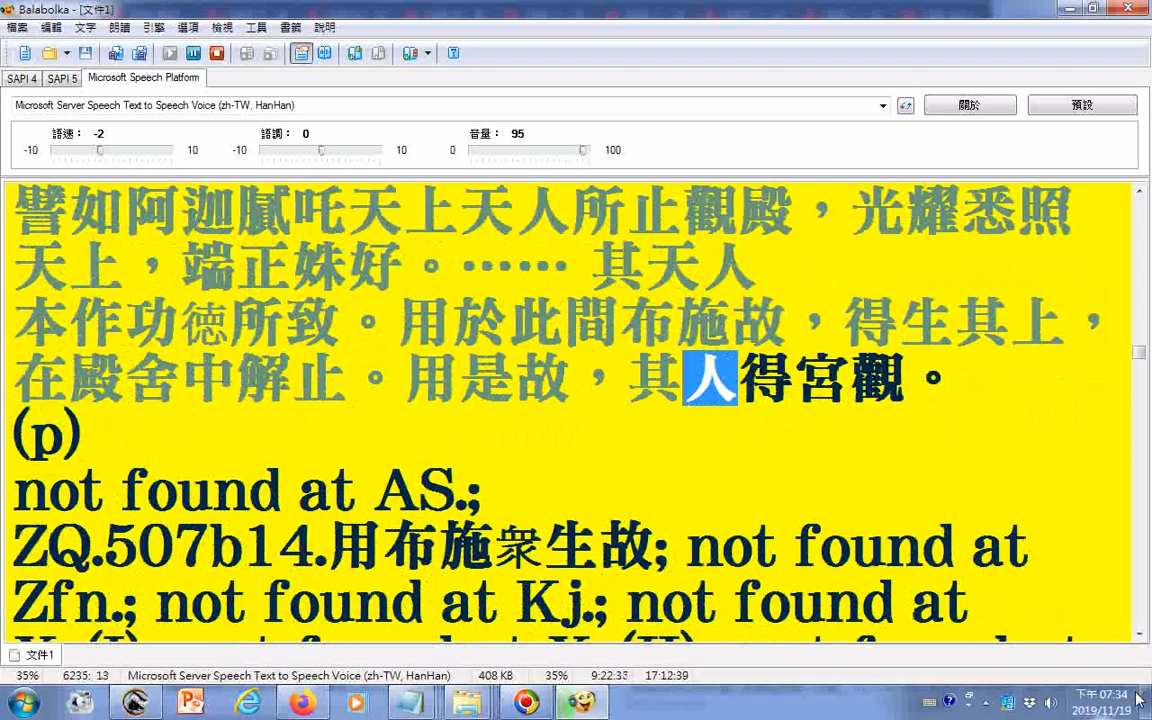 Balabolka - [文件1]
檔案 編輯 文字 朗讀 引擎 選項 檢視 工具 書籤 說明
SAPI 4 SAPI 5 Microsoft Speech Platform
Microsoft Server Speech Text to Speech Voice (zh-TW, HanHan) 關於 預設
語速： -2 語調： 0 音量： 95
-10 10 -10 10 0 100
譬如阿迦膩吒天上天人所止觀殿，光耀悉照
天上，端正姝好。…… 其天人
本作功徳所致。用於此間布施故，得生其上，
在殿舍中解止。用是故，其人得宮觀。
(p)
not found at AS.;
ZQ.507b14.用布施衆生故; not found at
Zfn.; not found at Kj.; not found at
文件1
35% 6235: 13 Microsoft Server Speech Text to Speech Voice (zh-TW, HanHan) 408 KB 35% 9:22:33 17:12:39
下午 07:34
2019/11/19